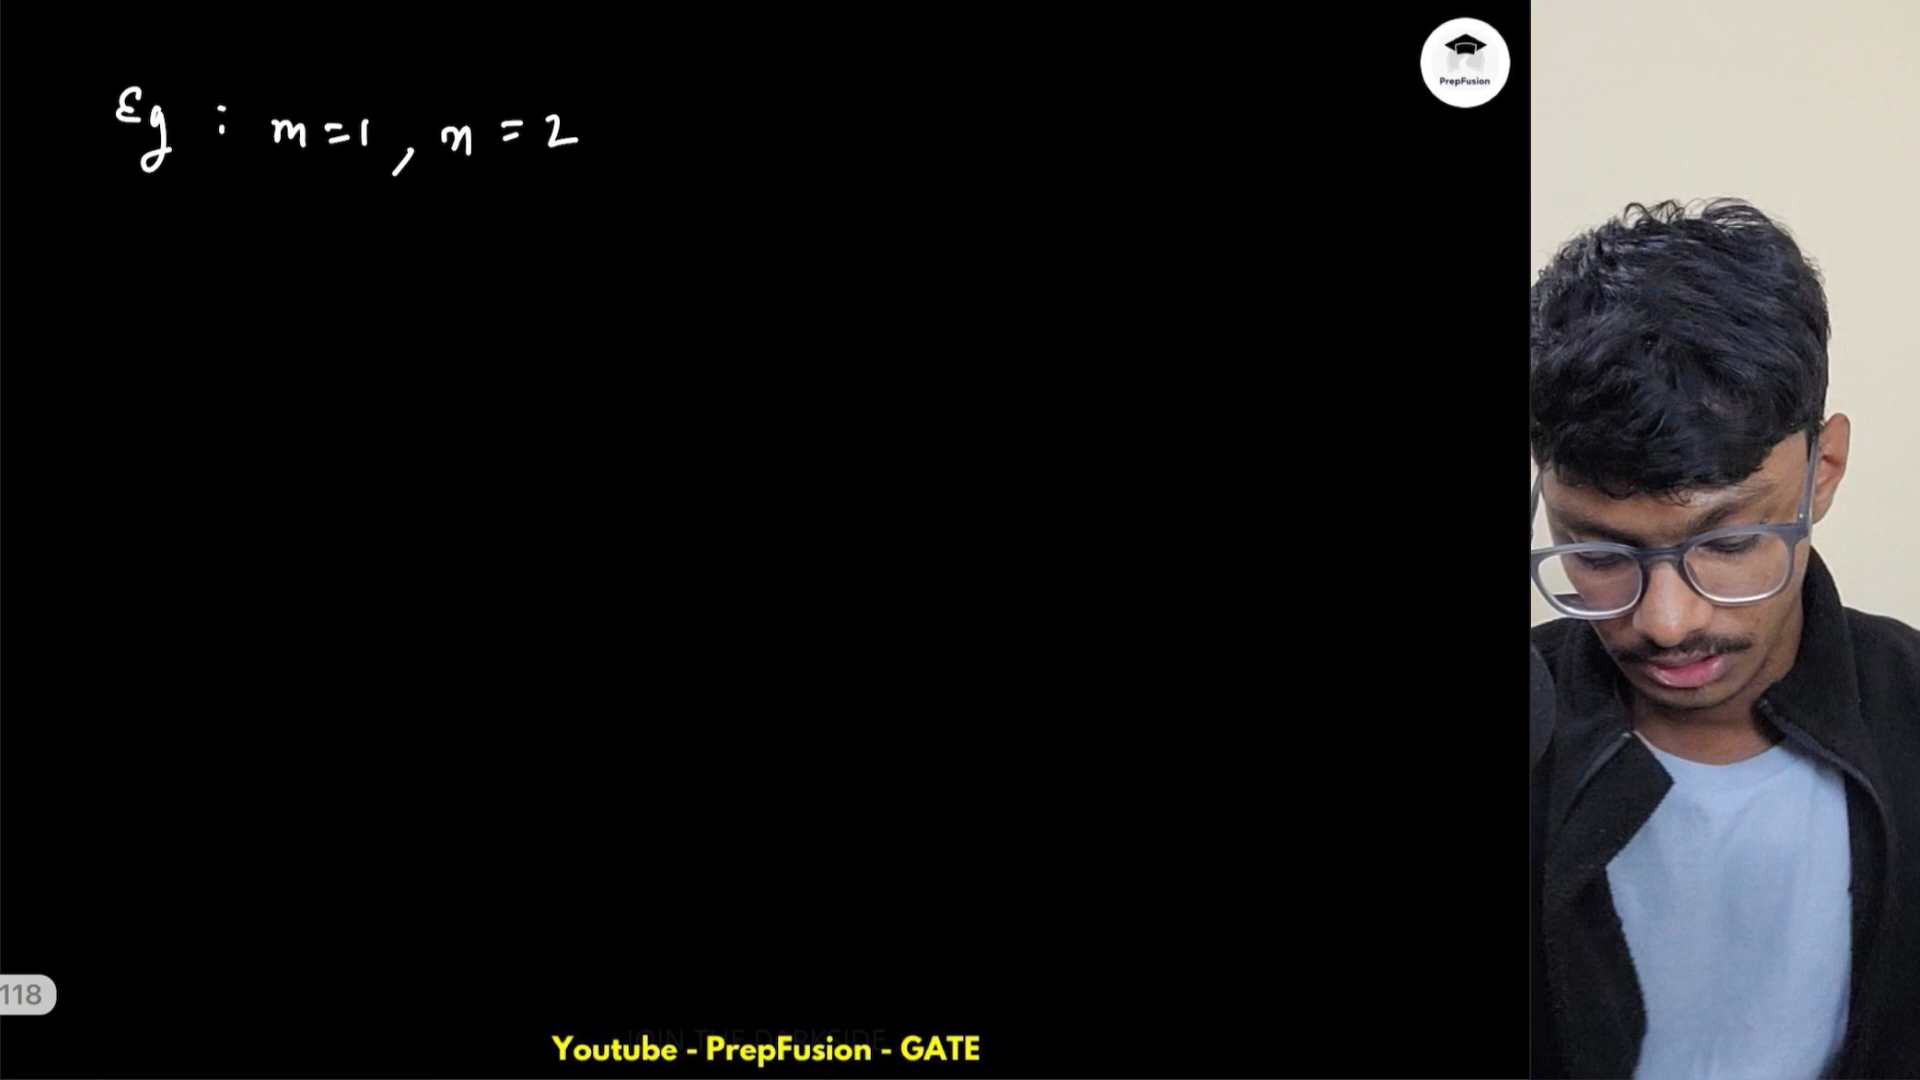 PrepFusion
Eg : m=1, n=2
118
Youtube - PrepFusion - GATE